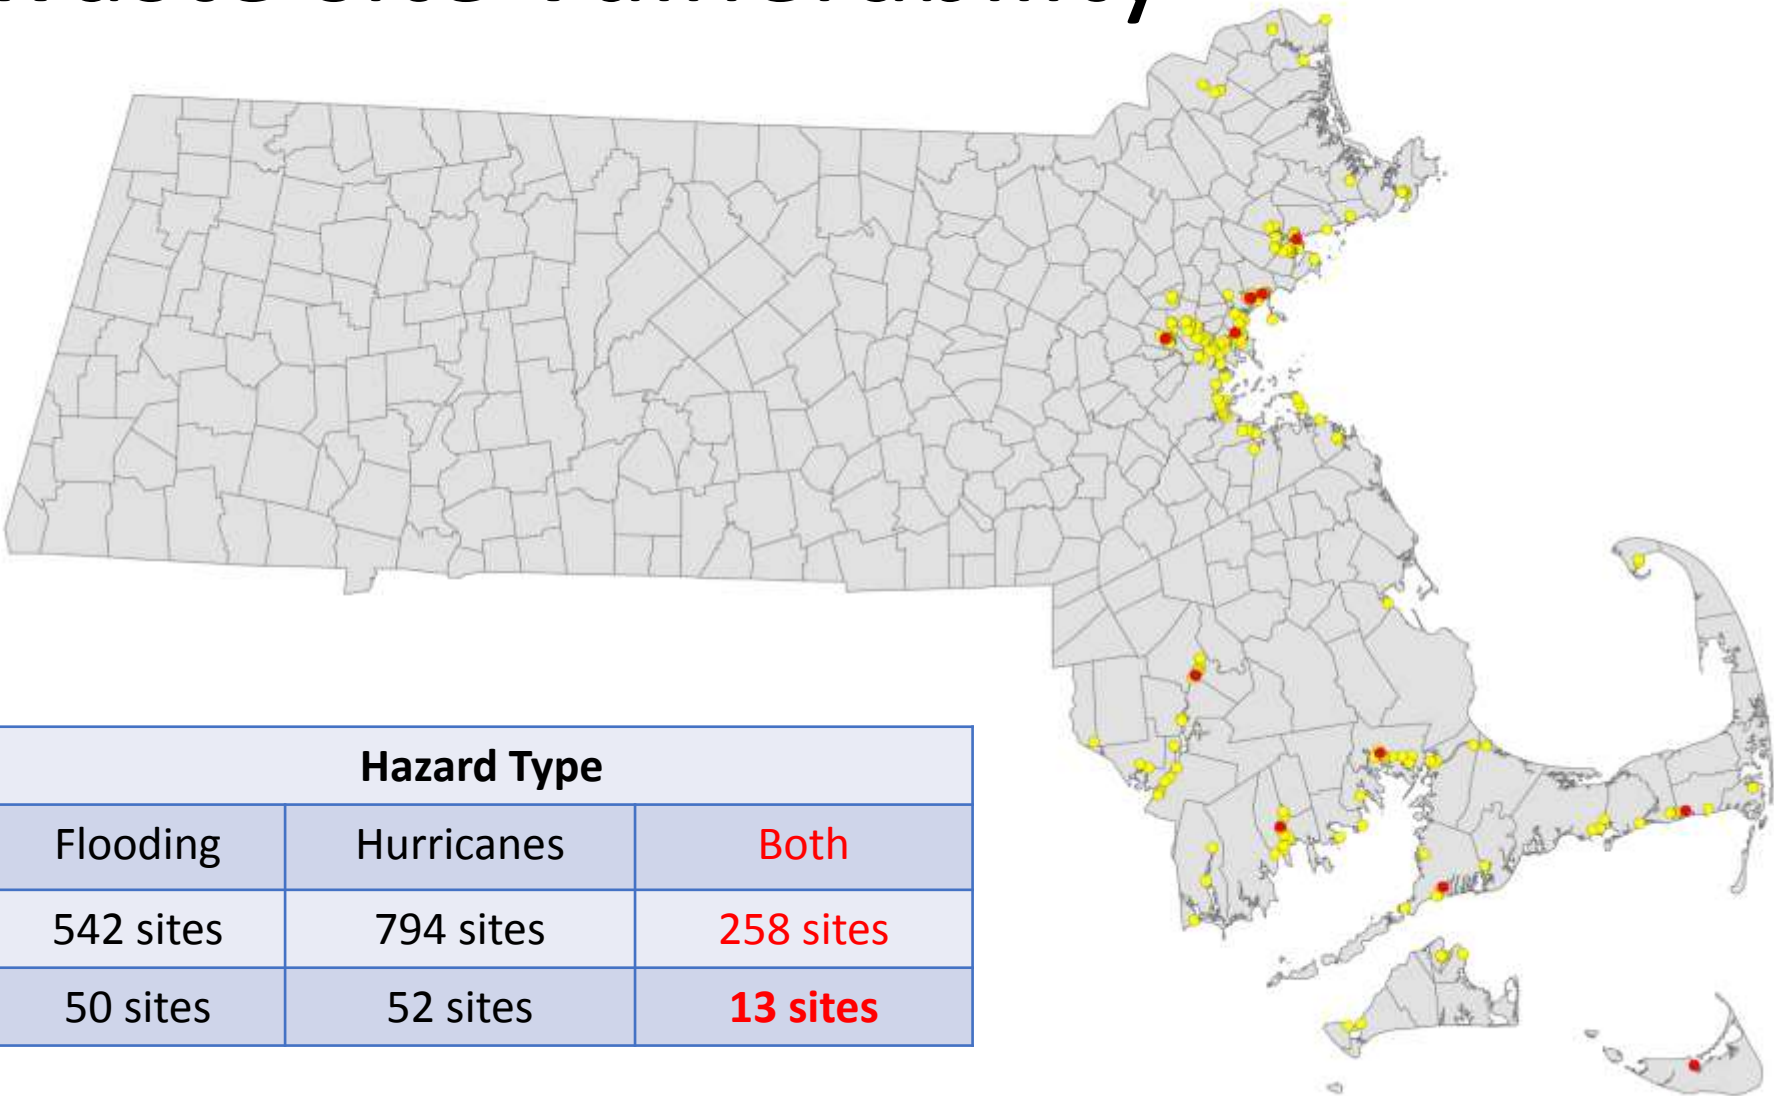 Hazard Type
Flooding Hurricanes Both
542 sites 794 sites 258 sites
50 sites 52 sites 13 sites